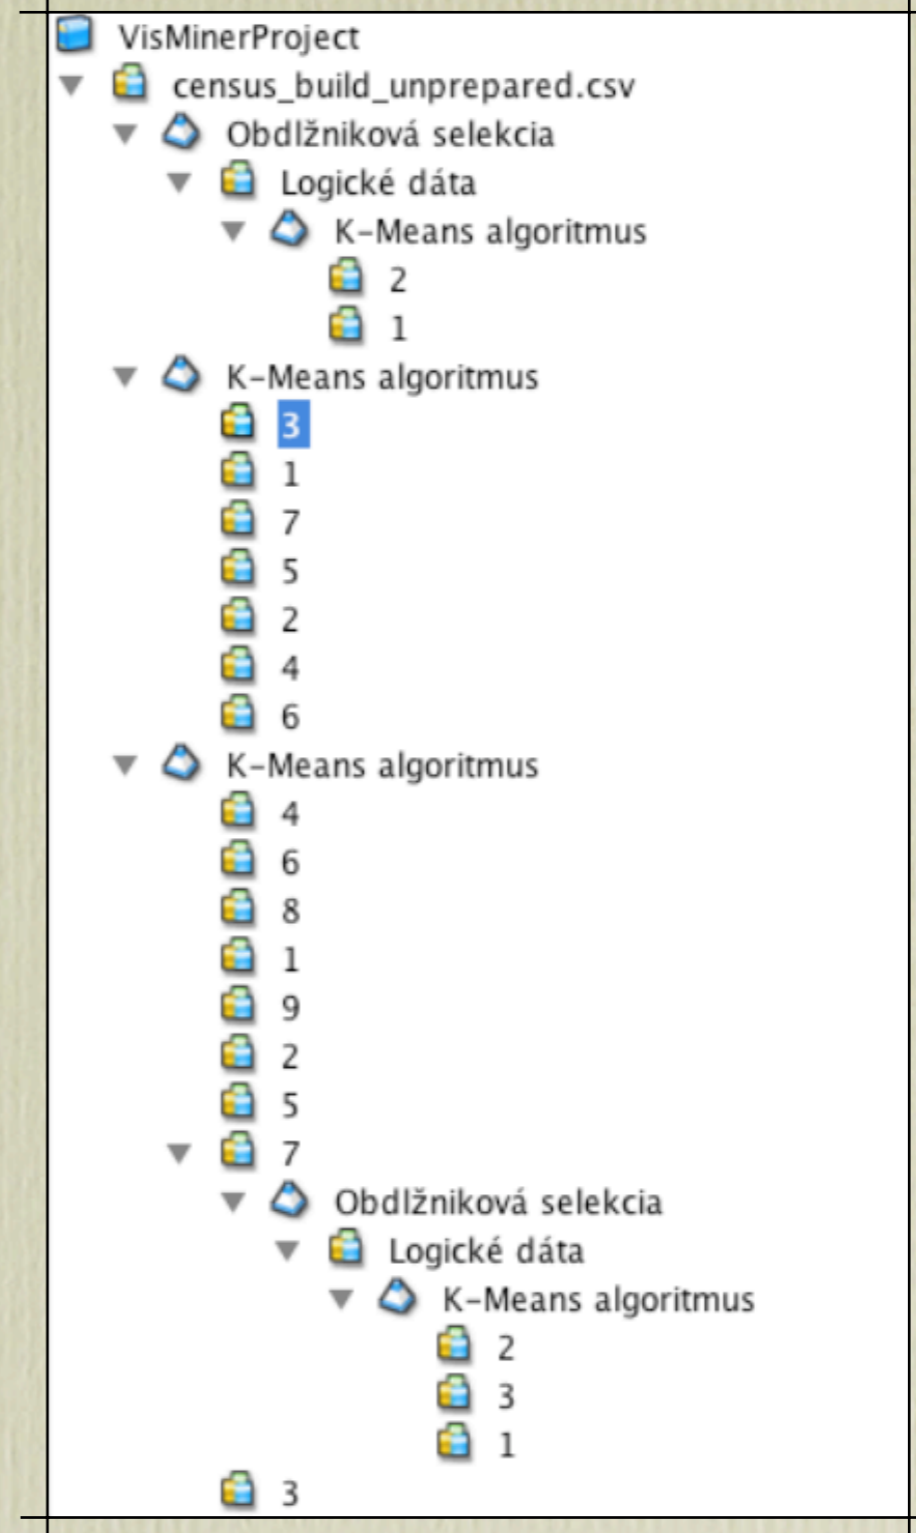 VisMinerProject
census_build_unprepared.csv
Obdlžniková selekcia
Logické dáta
K-Means algoritmus
2
1
K-Means algoritmus
3
1
7
5
2
4
6
K-Means algoritmus
4
6
8
1
9
2
5
7
Obdlžniková selekcia
Logické dáta
K-Means algoritmus
2
3
1
3